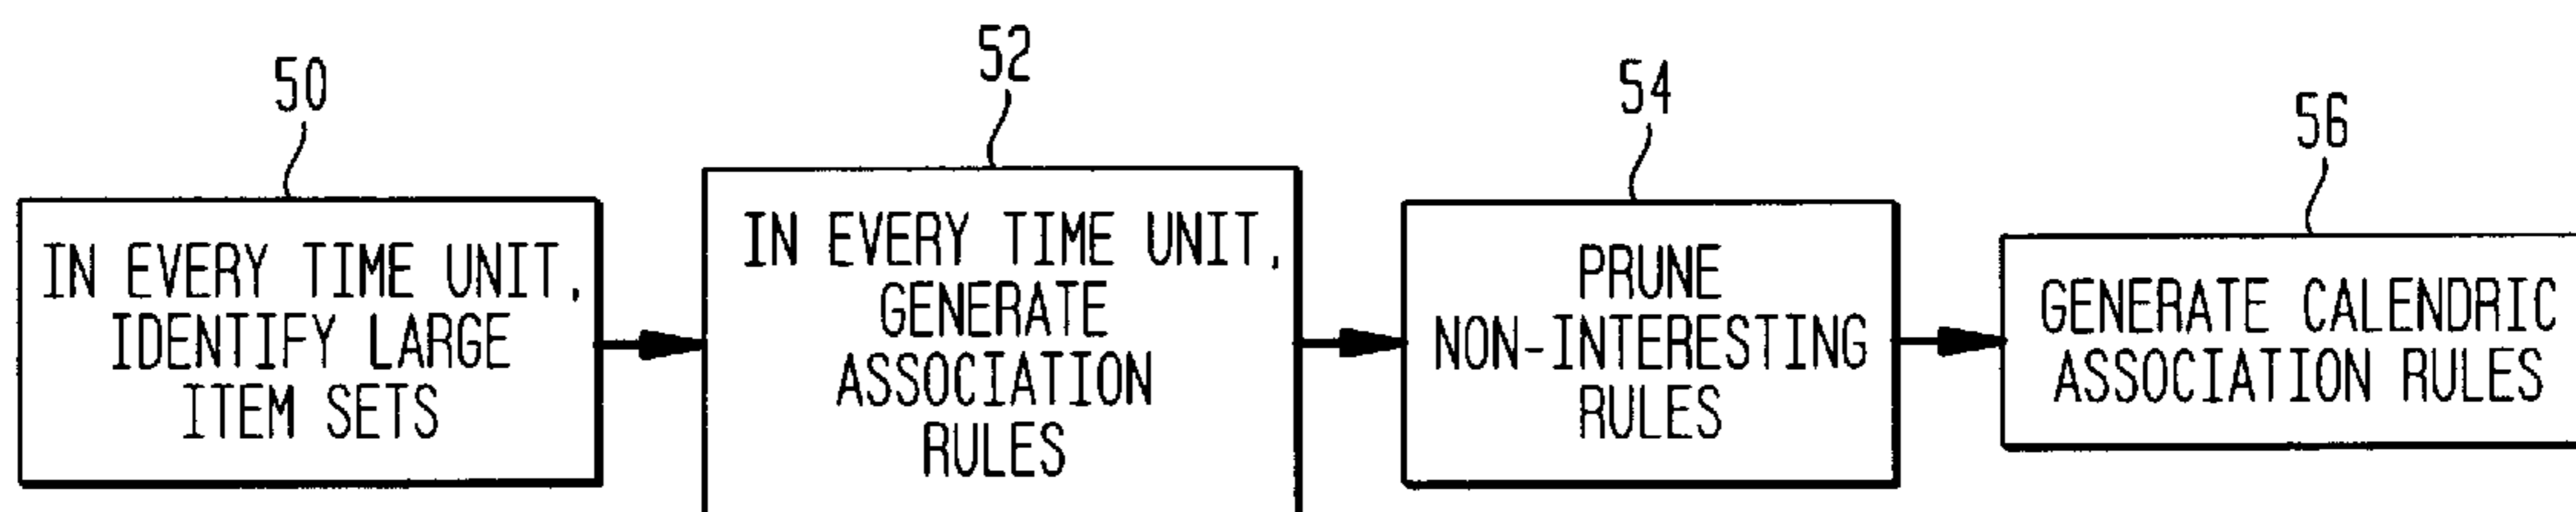 50
IN EVERY TIME UNIT,
IDENTIFY LARGE
ITEM SETS
52
IN EVERY TIME UNIT,
GENERATE
ASSOCIATION
RULES
54
PRUNE
NON-INTERESTING
RULES
56
GENERATE CALENDRIC
ASSOCIATION RULES